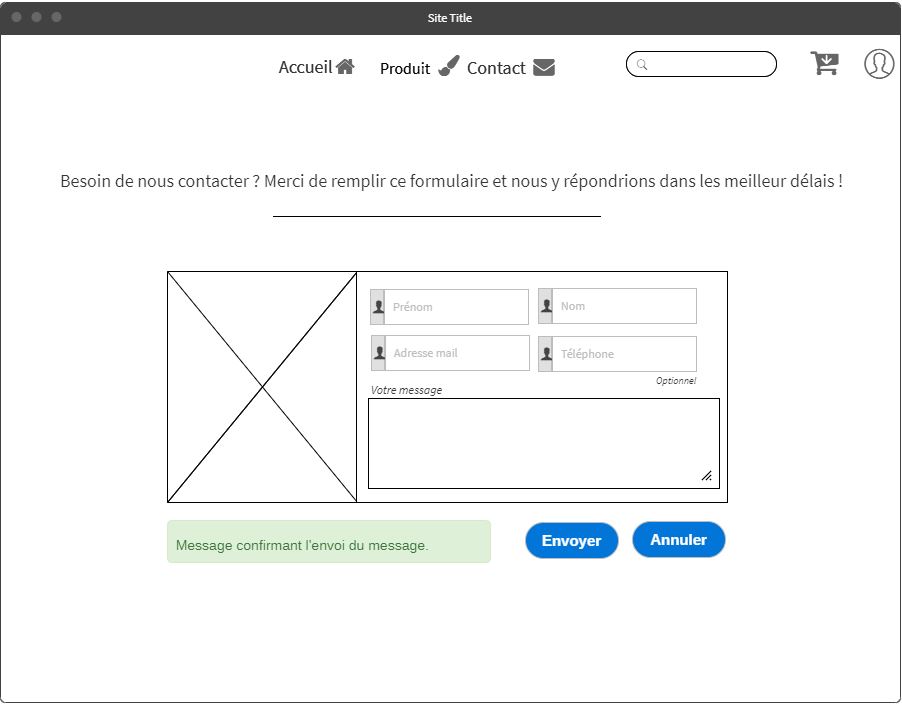 Site Title
Accueil Produit Contact
Besoin de nous contacter ? Merci de remplir ce formulaire et nous y répondrions dans les meilleur délais !
Prénom Nom
Adresse mail Téléphone
Optionnel
Votre message
Message confirmant l'envoi du message. Envoyer Annuler